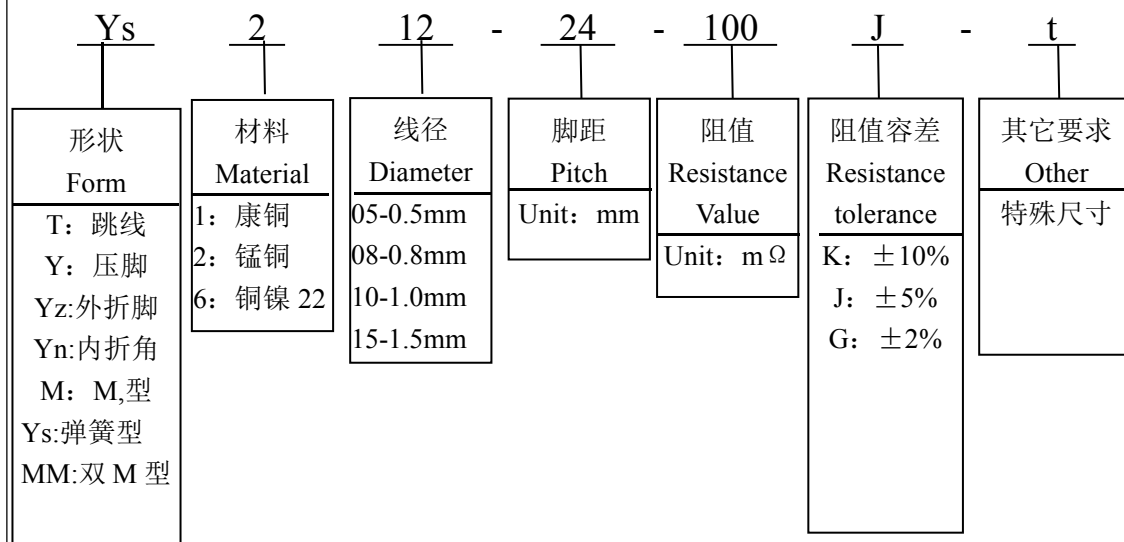 Ys 2 12 - 24 - 100 J - t
形状
Form
T：跳线
Y：压脚
Yz:外折脚
Yn:内折角
M：M,型
Ys:弹簧型
MM:双 M 型
材料
Material
1：康铜
2：锰铜
6：铜镍 22
线径
Diameter
05-0.5mm
08-0.8mm
10-1.0mm
15-1.5mm
脚距
Pitch
Unit：mm
阻值
Resistance
Value
Unit：mΩ
阻值容差
Resistance
tolerance
K：±10%
J：±5%
G：±2%
其它要求
Other
特殊尺寸